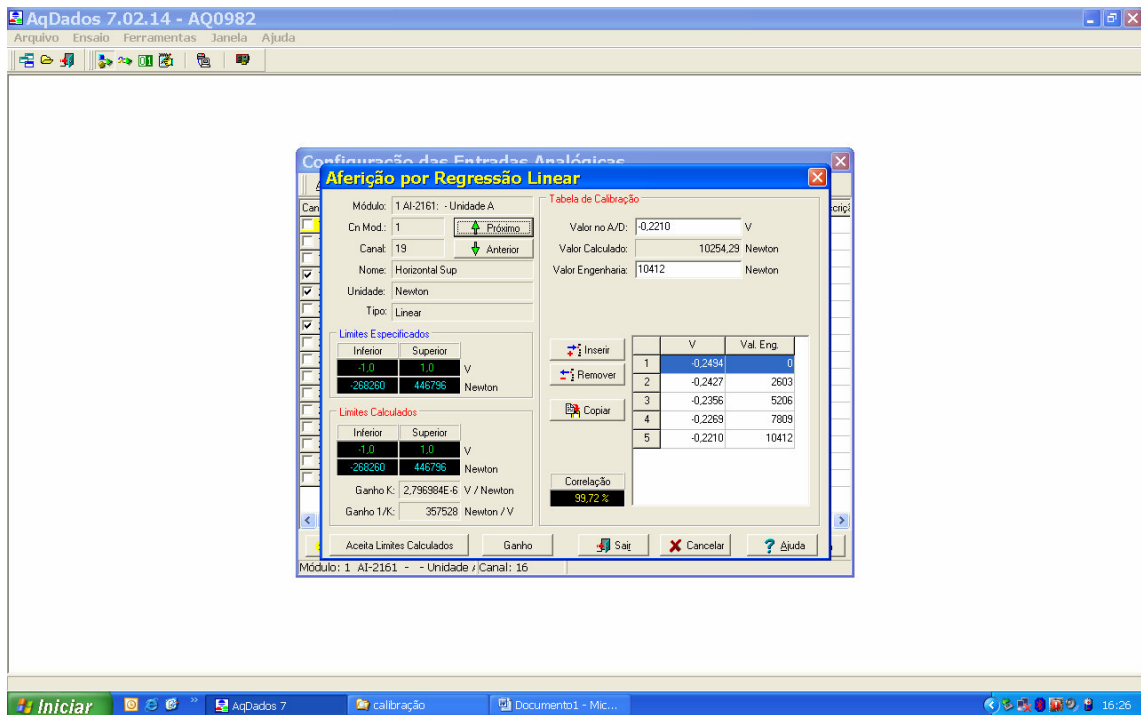 AqDados 7.02.14 - AQ0982
Arquivo Ensaio Ferramentas Janela Ajuda
Configuração das Entradas Analógicas
Aferição por Regressão Linear
Módulo: 1 AI-2161: - Unidade A
Cn Mod.: 1 Próximo
Canal: 19 Anterior
Nome: Horizontal Sup
Unidade: Newton
Tipo: Linear
Limites Especificados
Inferior Superior
-1,0 1,0 V
-268260 446796 Newton
Limites Calculados
Inferior Superior
-1,0 1,0 V
-268260 446796 Newton
Ganho K: 2,796984E-6 V / Newton
Ganho 1/K: 357528 Newton / V
Tabela de Calibração
Valor no A/D: -0,2210 V
Valor Calculado: 10254,29 Newton
Valor Engenharia: 10412 Newton
Inserir
Remover
Copiar
V Val. Eng.
1 -0,2494 0
2 -0,2427 2603
3 -0,2356 5206
4 -0,2269 7809
5 -0,2210 10412
Correlação
99,72 %
Aceita Limites Calculados Ganho Sair Cancelar Ajuda
Módulo: 1 AI-2161 - - Unidade Canal: 16
Iniciar AqDados 7 calibração Documento1 - Mic... 16:26